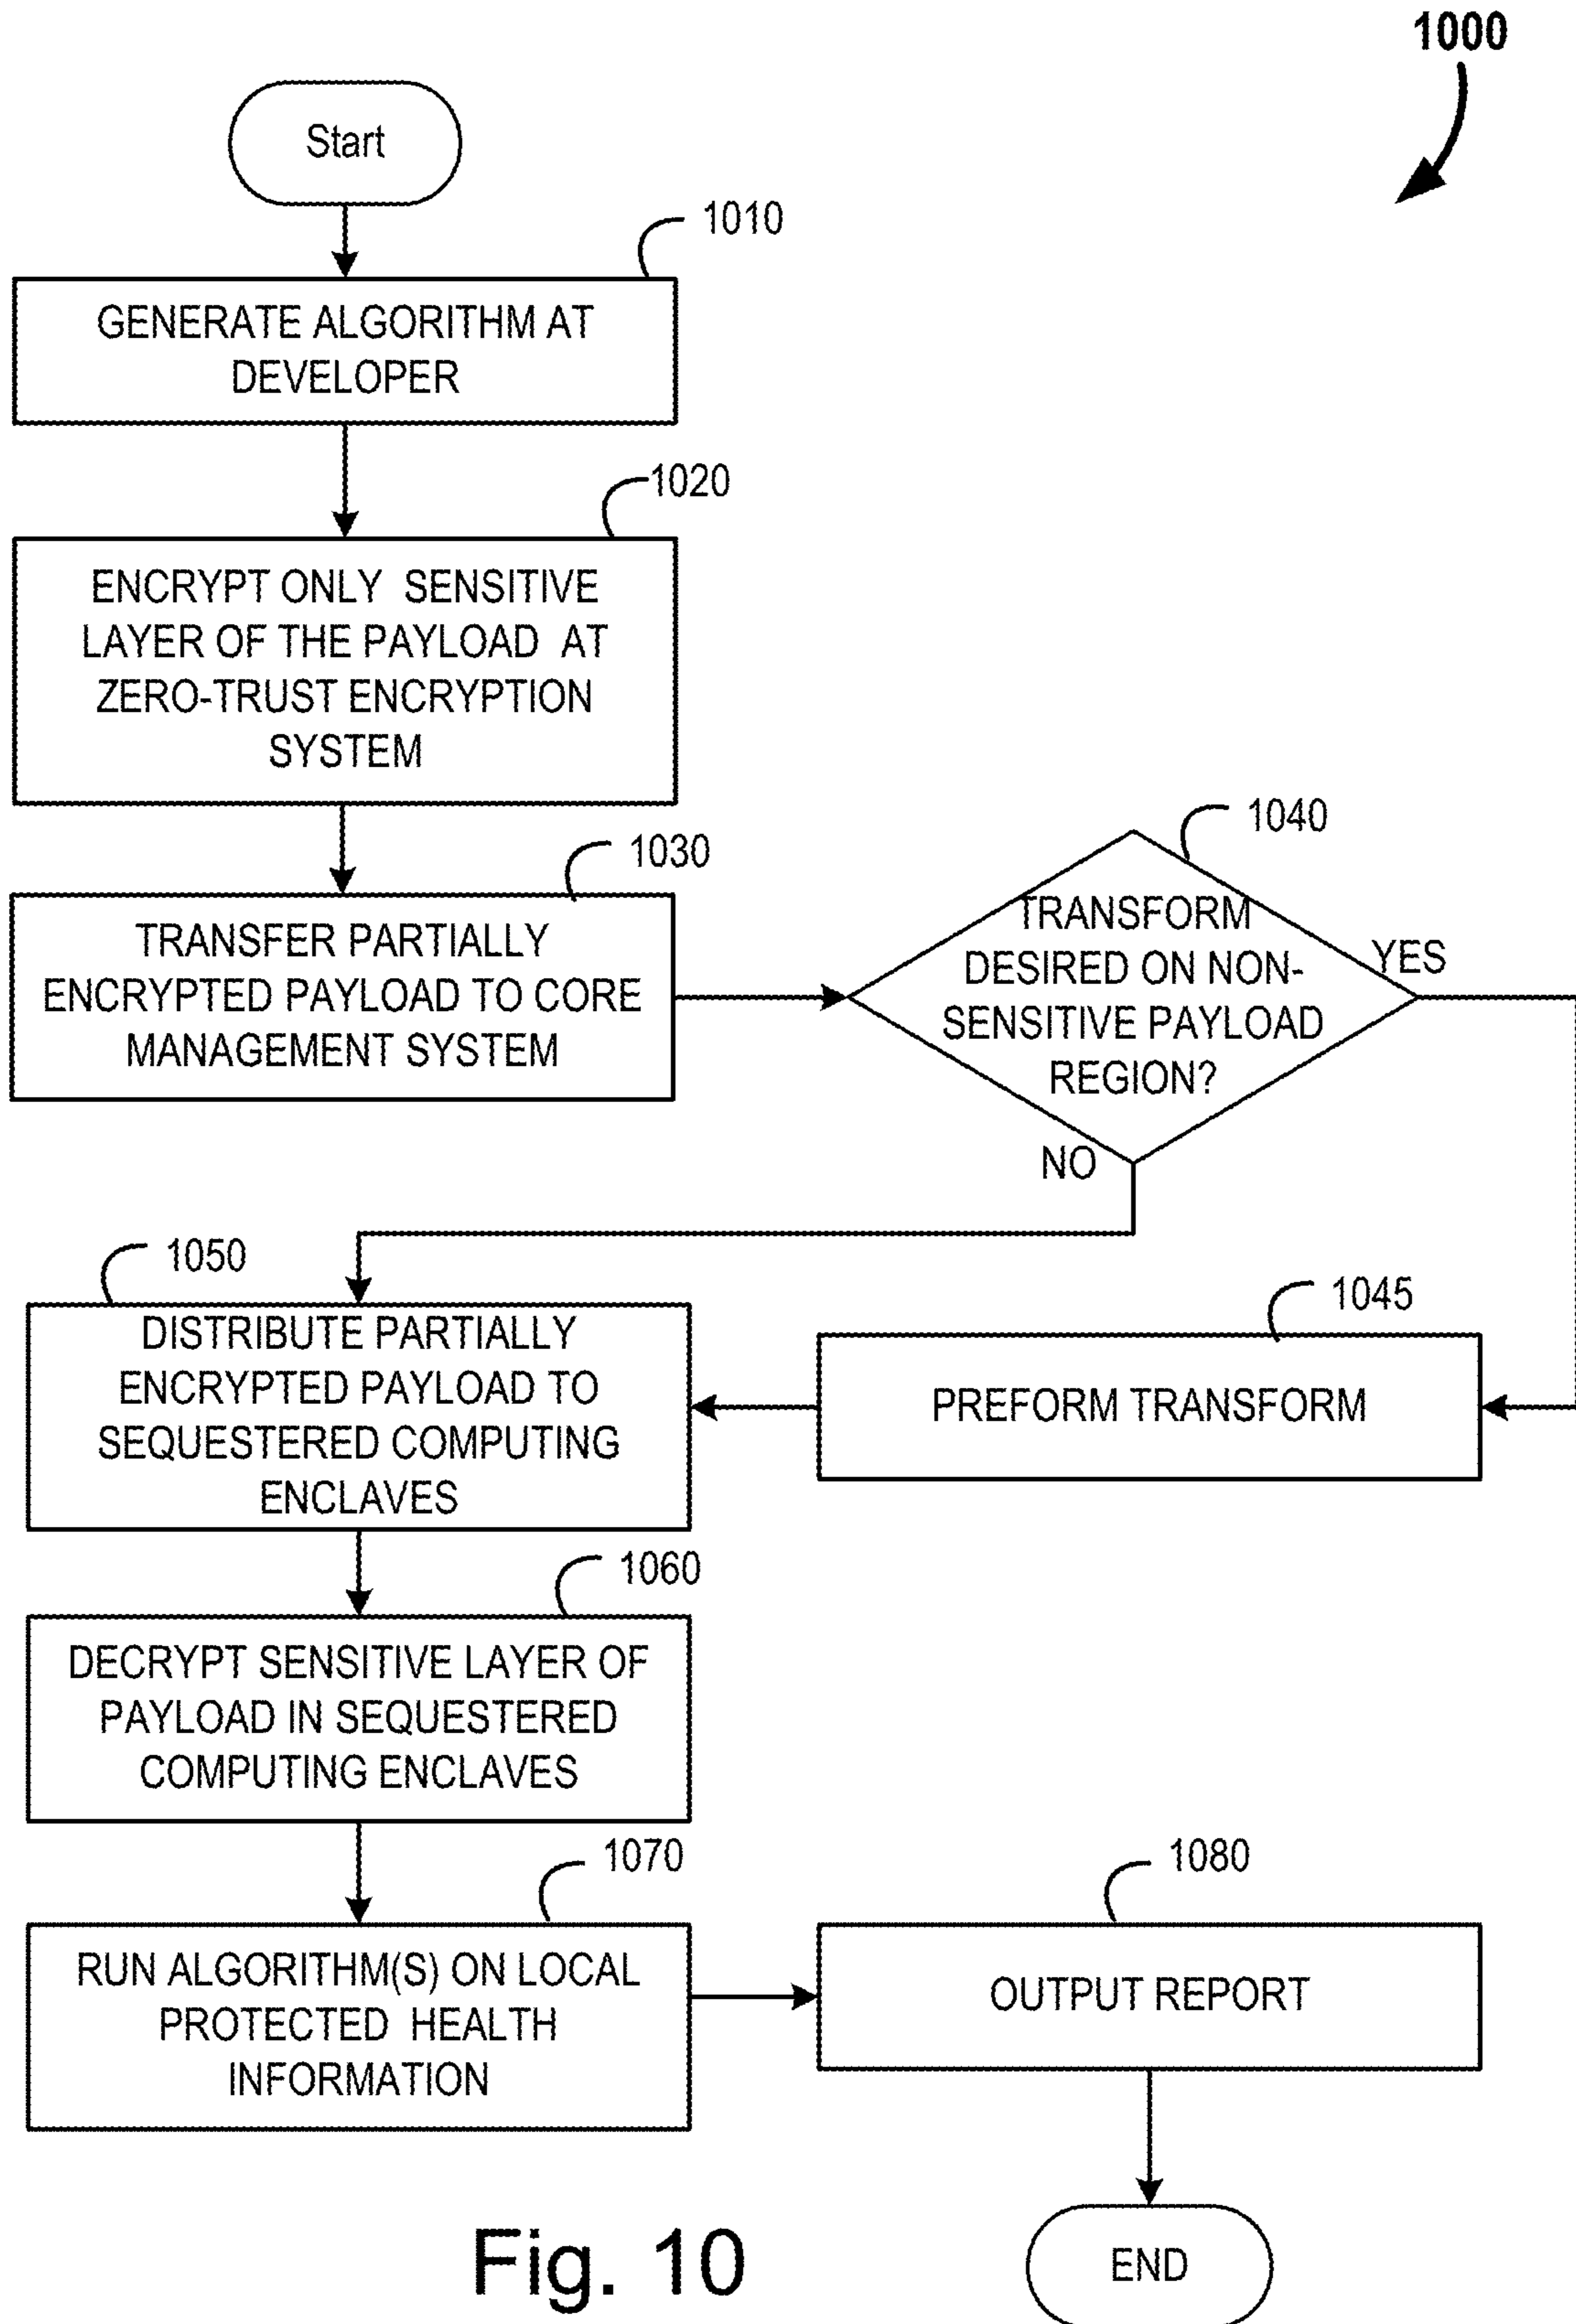 1000
Start
1010
GENERATE ALGORITHM AT
DEVELOPER
1020
ENCRYPT ONLY SENSITIVE
LAYER OF THE PAYLOAD AT
ZERO-TRUST ENCRYPTION
SYSTEM
1030
TRANSFER PARTIALLY
ENCRYPTED PAYLOAD TO CORE
MANAGEMENT SYSTEM
1040
TRANSFORM
DESIRED ON NON-
SENSITIVE PAYLOAD
REGION?
YES
NO
1050
DISTRIBUTE PARTIALLY
ENCRYPTED PAYLOAD TO
SEQUESTERED COMPUTING
ENCLAVES
1045
PREFORM TRANSFORM
1060
DECRYPT SENSITIVE LAYER OF
PAYLOAD IN SEQUESTERED
COMPUTING ENCLAVES
1070
RUN ALGORITHM(S) ON LOCAL
PROTECTED HEALTH
INFORMATION
1080
OUTPUT REPORT
END
Fig. 10